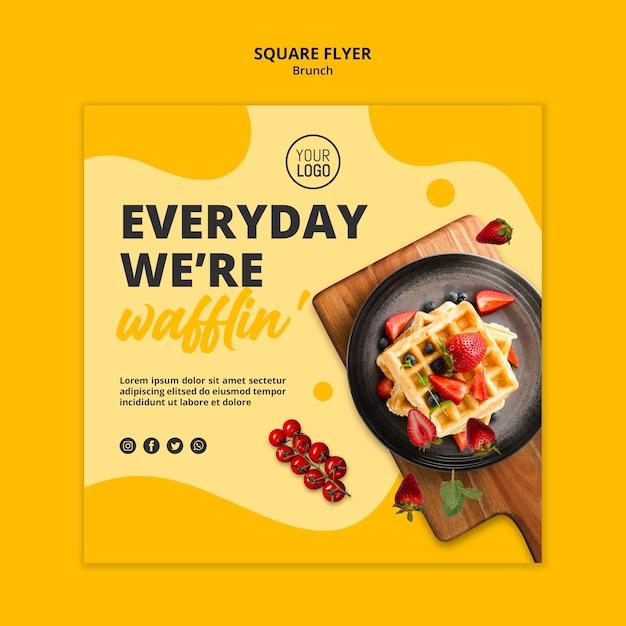 SQUARE FLYER
Brunch
YOUR
LOGO
EVERYDAY
WE'RE
wafflin'
Lorem ipsum dolor sit amet sectetur
adipiscing elitsed do eiusmod tempor
incididunt ut labore et dolore